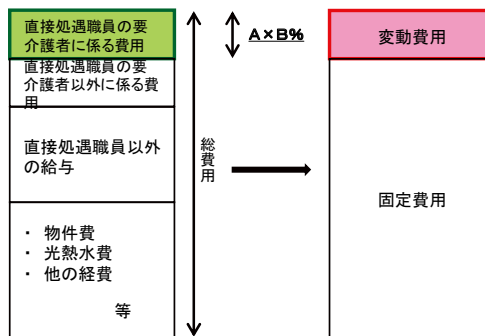 直接処遇職員の要
介護者に係る費用
直接処遇職員の要
介護者以外に係る費
用
直接処遇職員以外
の給与
・ 物件費
・ 光熱水費
・ 他の経費
等
総費用
A×B%
変動費用
固定費用